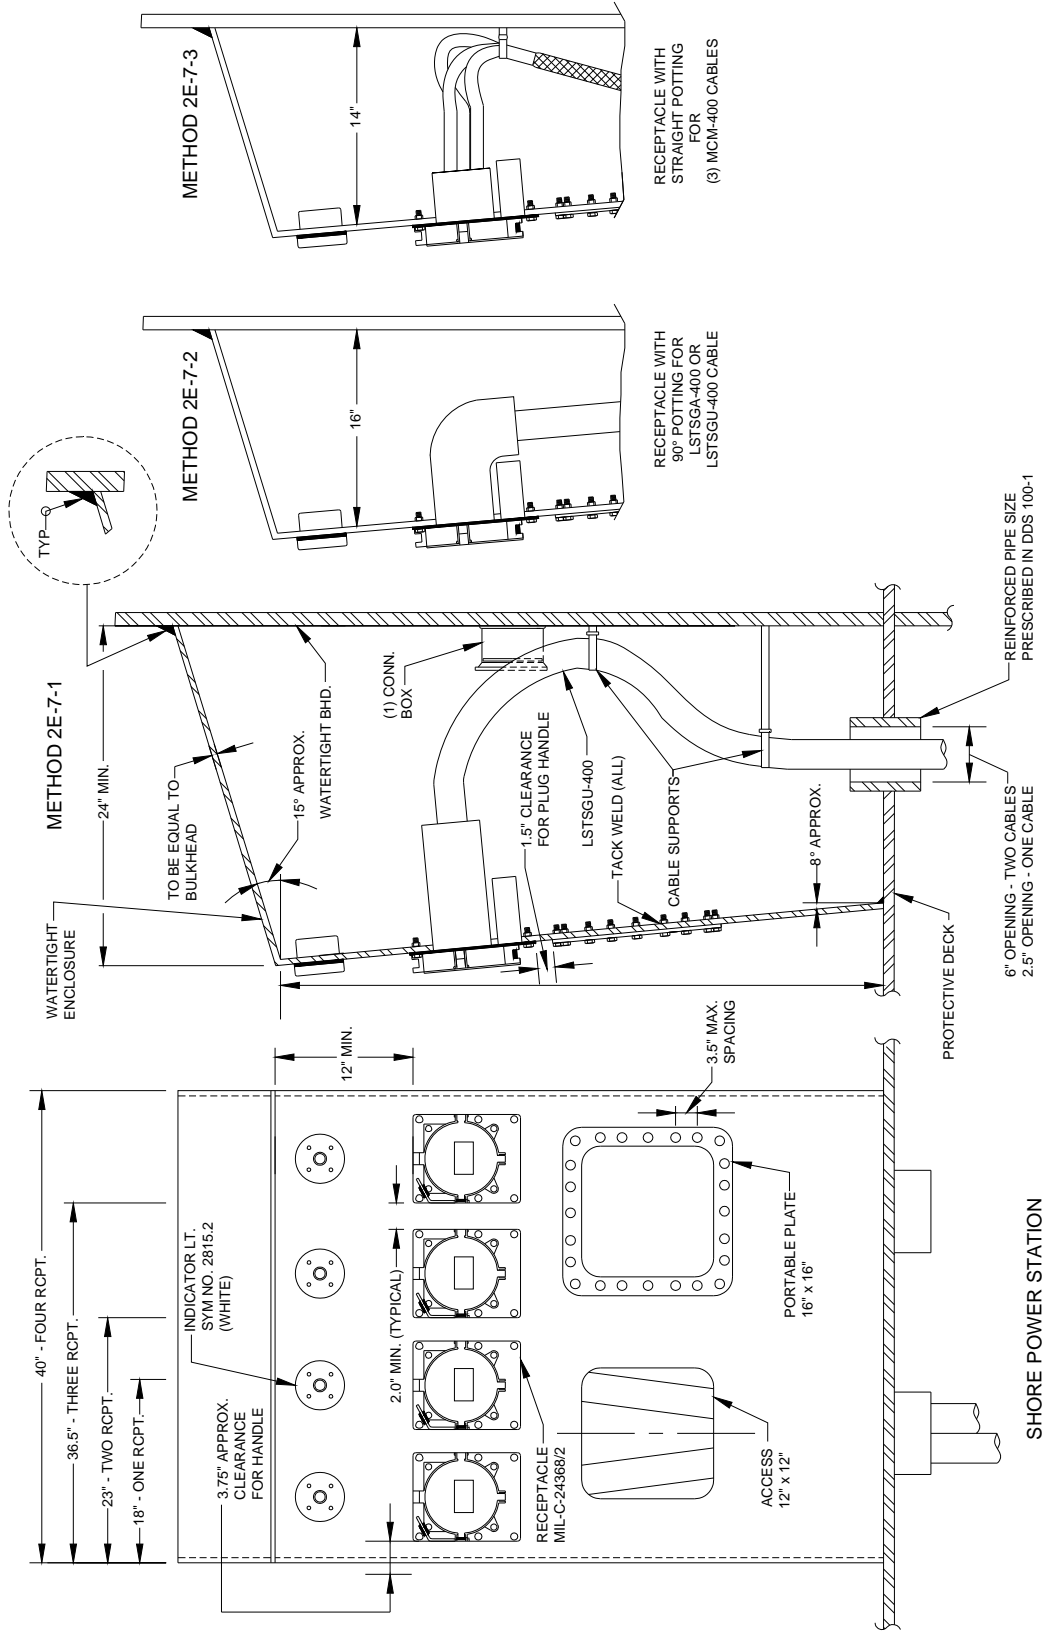 METHOD 2E-7-1
METHOD 2E-7-2
METHOD 2E-7-3
TYP
40" - FOUR RCPT.
36.5" - THREE RCPT.
23" - TWO RCPT.
18" - ONE RCPT.
3.75" APPROX.
CLEARANCE
FOR HANDLE
INDICATOR LT.
SYM NO. 2815.2
(WHITE)
12" MIN.
2.0" MIN. (TYPICAL)
RECEPTACLE
MIL-C-24368/2
ACCESS
12" x 12"
PORTABLE PLATE
16" x 16"
3.5" MAX.
SPACING
WATERTIGHT
ENCLOSURE
24" MIN.
TO BE EQUAL TO
BULKHEAD
15° APPROX.
WATERTIGHT BHD.
(1) CONN.
BOX
1.5" CLEARANCE
FOR PLUG HANDLE
LSTSGU-400
TACK WELD (ALL)
CABLE SUPPORTS
8° APPROX.
PROTECTIVE DECK
6" OPENING - TWO CABLES
2.5" OPENING - ONE CABLE
REINFORCED PIPE SIZE
PRESCRIBED IN DDS 100-1
16"
RECEPTACLE WITH
90° POTTING FOR
LSTSGA-400 OR
LSTSGU-400 CABLE
14"
RECEPTACLE WITH
STRAIGHT POTTING
FOR
(3) MCM-400 CABLES
SHORE POWER STATION